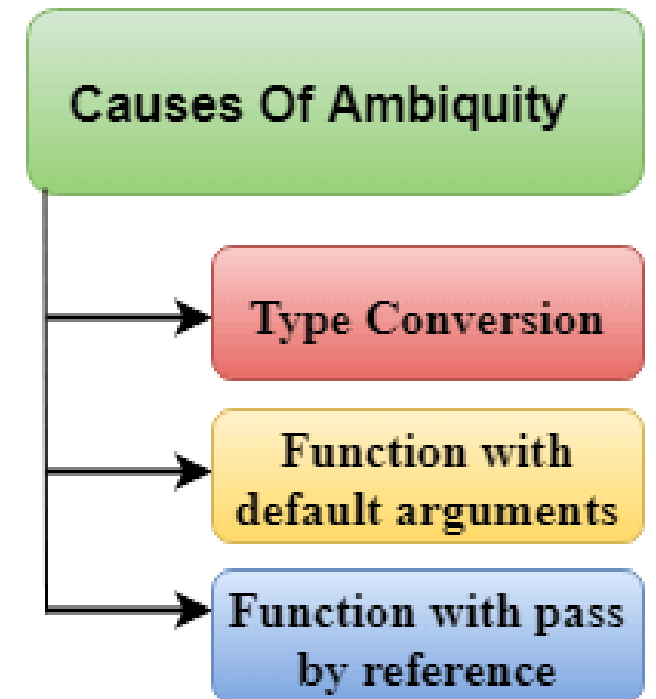 Causes Of Ambiquity
Type Conversion
Function with
default arguments
Function with pass
by reference